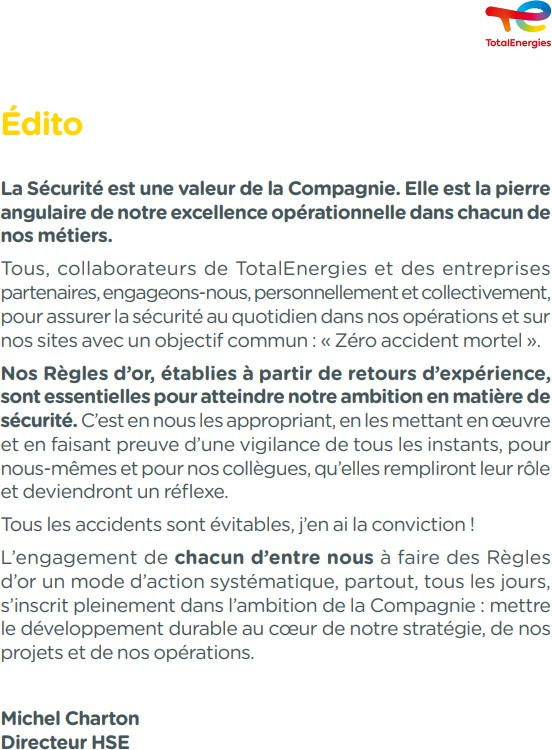 TotalEnergies
Édito
La Sécurité est une valeur de la Compagnie. Elle est la pierre
angulaire de notre excellence opérationnelle dans chacun de
nos métiers.
Tous, collaborateurs de TotalEnergies et des entreprises
partenaires, engageons-nous, personnellement et collectivement,
pour assurer la sécurité au quotidien dans nos opérations et sur
nos sites avec un objectif commun : « Zéro accident mortel ».
Nos Règles d’or, établies à partir de retours d’expérience,
sont essentielles pour atteindre notre ambition en matière de
sécurité. C’est en nous les appropriant, en les mettant en œuvre
et en faisant preuve d’une vigilance de tous les instants, pour
nous-mêmes et pour nos collègues, qu’elles rempliront leur rôle
et deviendront un réflexe.
Tous les accidents sont évitables, j’en ai la conviction !
L’engagement de chacun d’entre nous à faire des Règles
d’or un mode d’action systématique, partout, tous les jours,
s’inscrit pleinement dans l’ambition de la Compagnie : mettre
le développement durable au cœur de notre stratégie, de nos
projets et de nos opérations.
Michel Charton
Directeur HSE